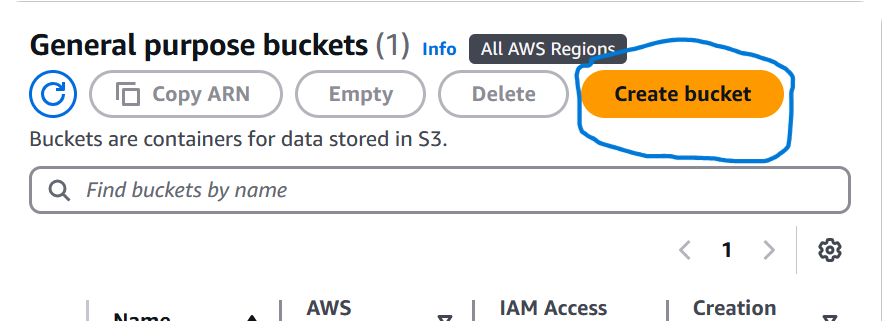 General purpose buckets (1) Info All AWS Regions
Copy ARN Empty Delete Create bucket
Buckets are containers for data stored in S3.
Find buckets by name
1
Name AWS IAM Access Creation